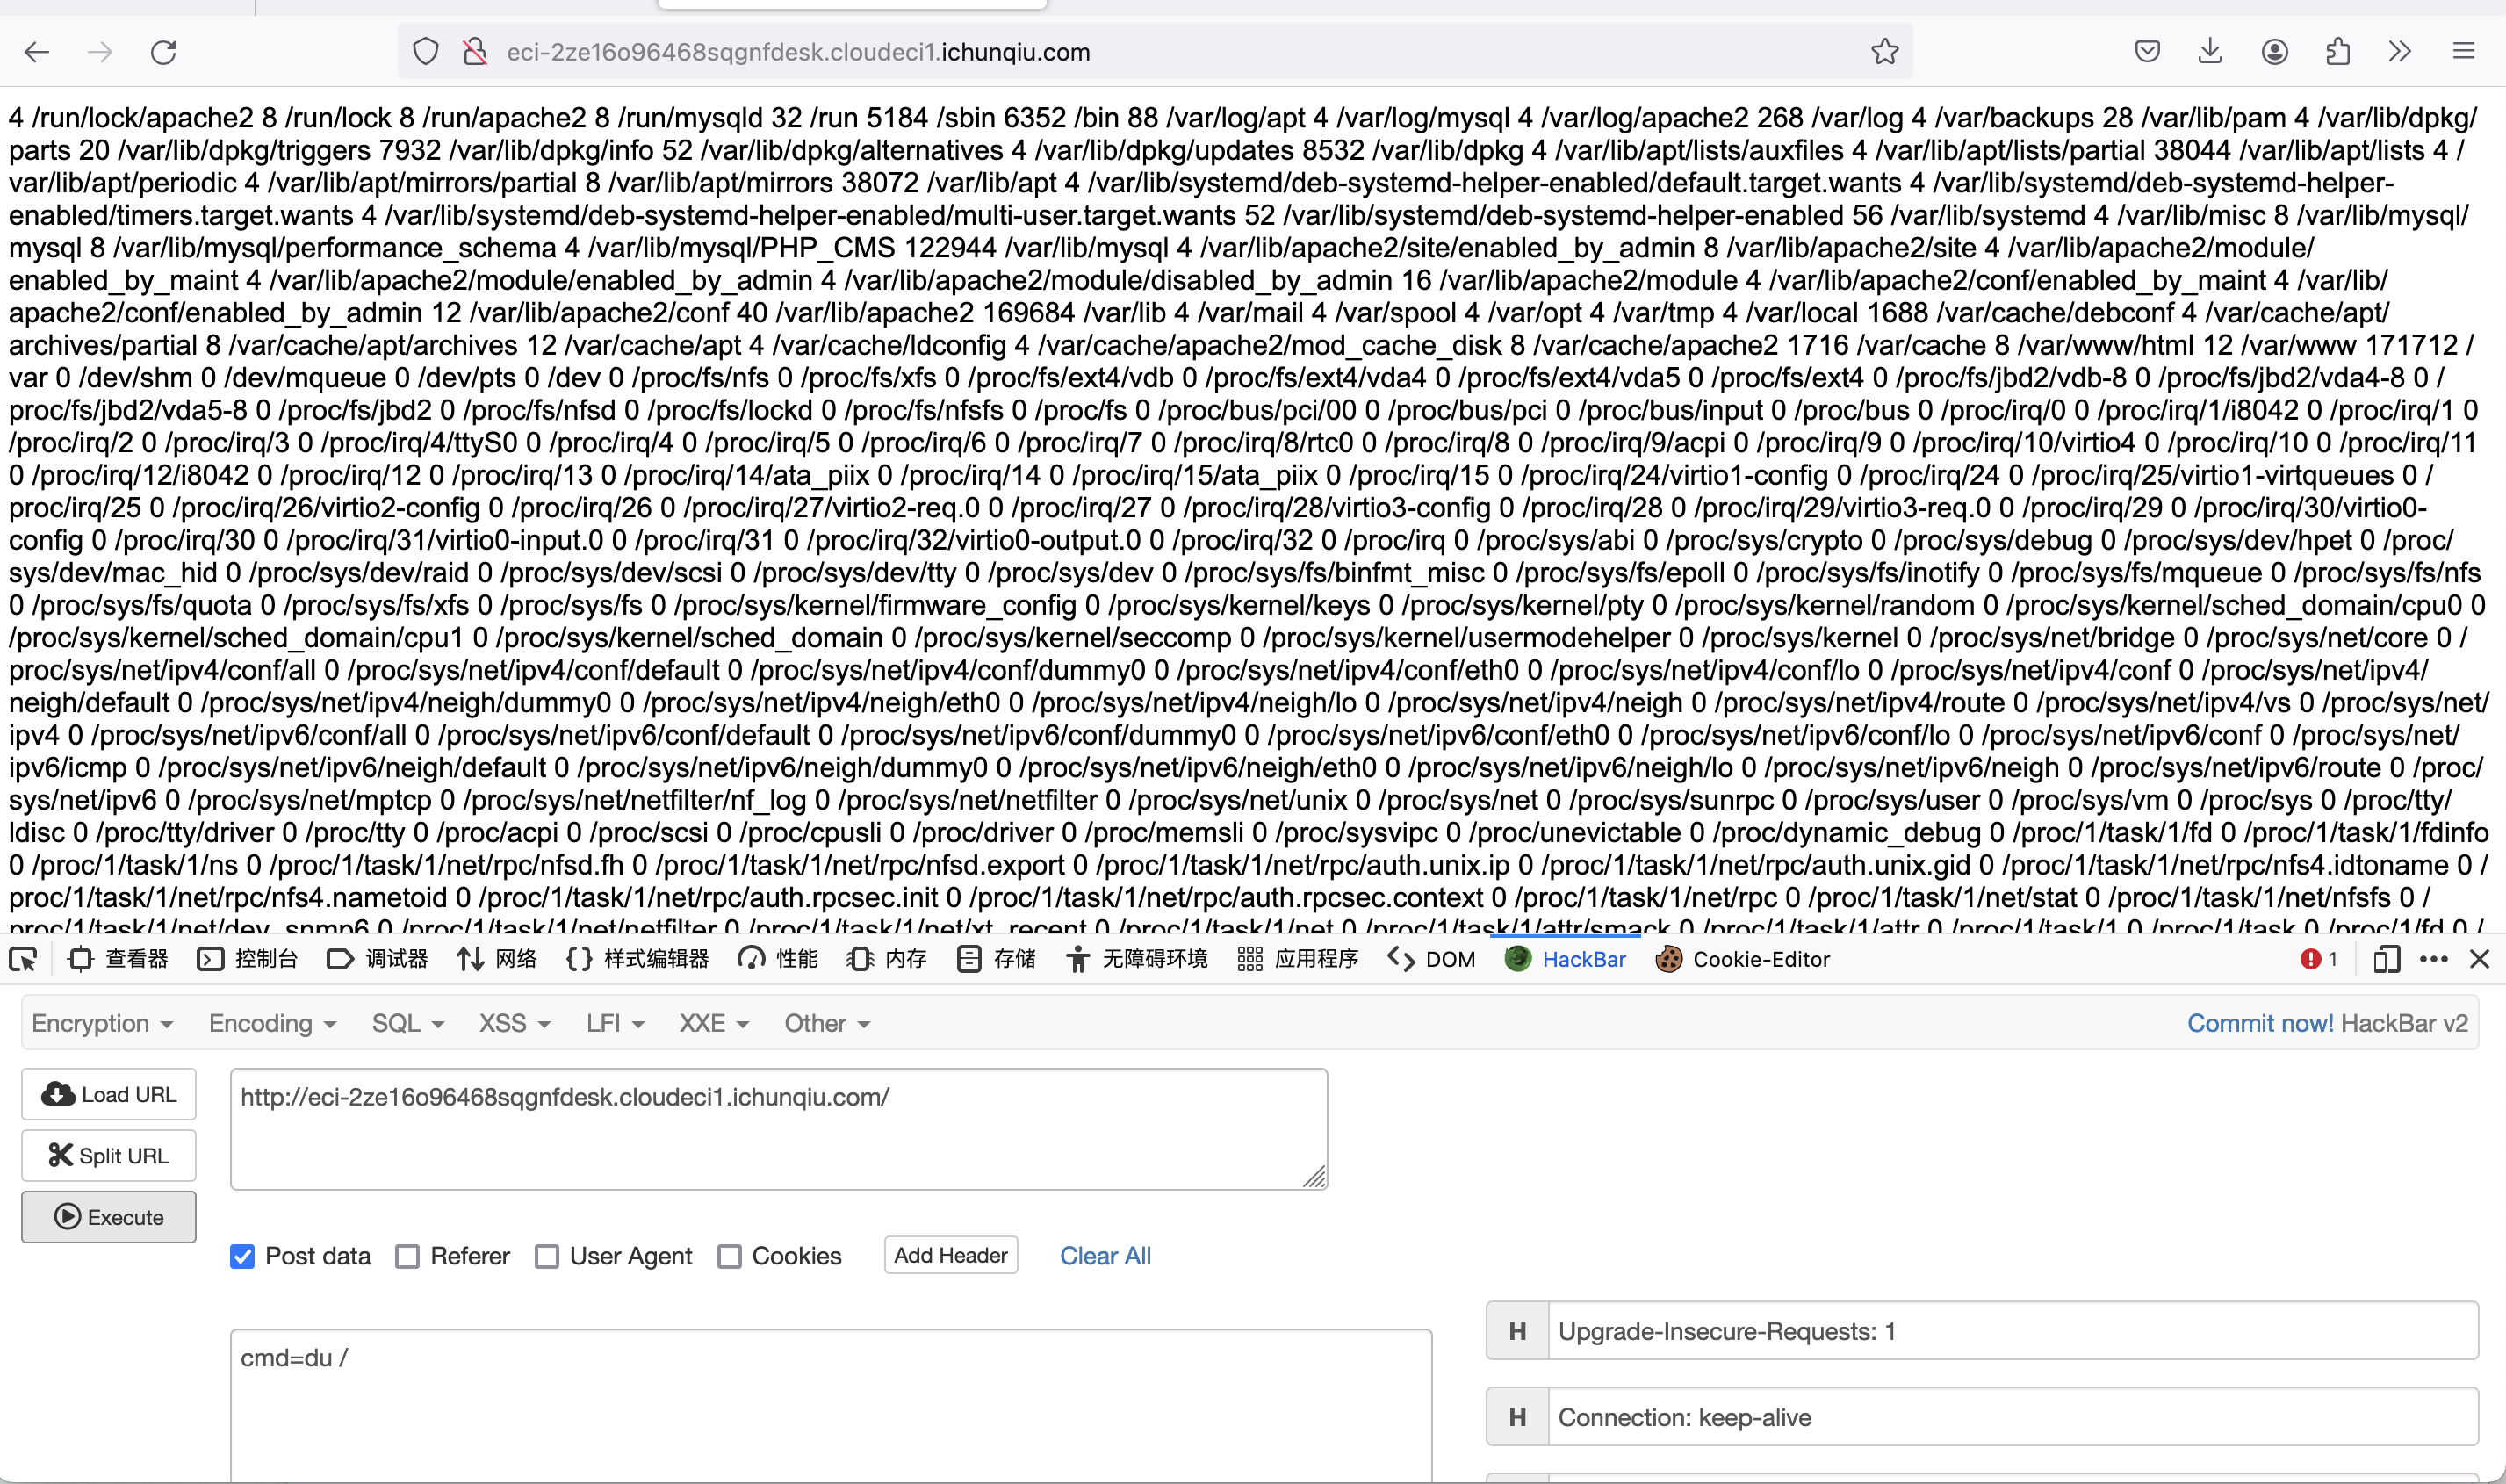 eci-2ze16o96468sqgnfdesk.cloudeci1.ichunqiu.com
4 /run/lock/apache2 8 /run/lock 8 /run/apache2 8 /run/mysqld 32 /run 5184 /sbin 6352 /bin 88 /var/log/apt 4 /var/log/mysql 4 /var/log/apache2 268 /var/log 4 /var/backups 28 /var/lib/pam 4 /var/lib/dpkg/
parts 20 /var/lib/dpkg/triggers 7932 /var/lib/dpkg/info 52 /var/lib/dpkg/alternatives 4 /var/lib/dpkg/updates 8532 /var/lib/dpkg 4 /var/lib/apt/lists/auxfiles 4 /var/lib/apt/lists/partial 38044 /var/lib/apt/lists 4 /
var/lib/apt/periodic 4 /var/lib/apt/mirrors/partial 8 /var/lib/apt/mirrors 38072 /var/lib/apt 4 /var/lib/systemd/deb-systemd-helper-enabled/default.target.wants 4 /var/lib/systemd/deb-systemd-helper-
enabled/timers.target.wants 4 /var/lib/systemd/deb-systemd-helper-enabled/multi-user.target.wants 52 /var/lib/systemd/deb-systemd-helper-enabled 56 /var/lib/systemd 4 /var/lib/misc 8 /var/lib/mysql/
mysql 8 /var/lib/mysql/performance_schema 4 /var/lib/mysql/PHP_CMS 122944 /var/lib/mysql 4 /var/lib/apache2/site/enabled_by_admin 8 /var/lib/apache2/site 4 /var/lib/apache2/module/
enabled_by_maint 4 /var/lib/apache2/module/enabled_by_admin 4 /var/lib/apache2/module/disabled_by_admin 16 /var/lib/apache2/module 4 /var/lib/apache2/conf/enabled_by_maint 4 /var/lib/
apache2/conf/enabled_by_admin 12 /var/lib/apache2/conf 40 /var/lib/apache2 169684 /var/lib 4 /var/mail 4 /var/spool 4 /var/opt 4 /var/tmp 4 /var/local 1688 /var/cache/debconf 4 /var/cache/apt/
archives/partial 8 /var/cache/apt/archives 12 /var/cache/apt 4 /var/cache/ldconfig 4 /var/cache/apache2/mod_cache_disk 8 /var/cache/apache2 1716 /var/cache 8 /var/www/html 12 /var/www 171712 /
var 0 /dev/shm 0 /dev/mqueue 0 /dev/pts 0 /dev 0 /proc/fs/nfs 0 /proc/fs/xfs 0 /proc/fs/ext4/vdb 0 /proc/fs/ext4/vda4 0 /proc/fs/ext4/vda5 0 /proc/fs/ext4 0 /proc/fs/jbd2/vdb-8 0 /proc/fs/jbd2/vda4-8 0 /
proc/fs/jbd2/vda5-8 0 /proc/fs/jbd2 0 /proc/fs/nfsd 0 /proc/fs/lockd 0 /proc/fs/nfsfs 0 /proc/fs 0 /proc/bus/pci/00 0 /proc/bus/pci 0 /proc/bus/input 0 /proc/bus 0 /proc/irq/0 0 /proc/irq/1/i8042 0 /proc/irq/1 0
/proc/irq/2 0 /proc/irq/3 0 /proc/irq/4/ttyS0 0 /proc/irq/4 0 /proc/irq/5 0 /proc/irq/6 0 /proc/irq/7 0 /proc/irq/8/rtc0 0 /proc/irq/8 0 /proc/irq/9/acpi 0 /proc/irq/9 0 /proc/irq/10/virtio4 0 /proc/irq/10 0 /proc/irq/11
0 /proc/irq/12/i8042 0 /proc/irq/12 0 /proc/irq/13 0 /proc/irq/14/ata_piix 0 /proc/irq/14 0 /proc/irq/15/ata_piix 0 /proc/irq/15 0 /proc/irq/24/virtio1-config 0 /proc/irq/24 0 /proc/irq/25/virtio1-virtqueues 0 /
proc/irq/25 0 /proc/irq/26/virtio2-config 0 /proc/irq/26 0 /proc/irq/27/virtio2-req.0 0 /proc/irq/27 0 /proc/irq/28/virtio3-config 0 /proc/irq/28 0 /proc/irq/29/virtio3-req.0 0 /proc/irq/29 0 /proc/irq/30/virtio0-
config 0 /proc/irq/30 0 /proc/irq/31/virtio0-input.0 0 /proc/irq/31 0 /proc/irq/32/virtio0-output.0 0 /proc/irq/32 0 /proc/irq 0 /proc/sys/abi 0 /proc/sys/crypto 0 /proc/sys/debug 0 /proc/sys/dev/hpet 0 /proc/
sys/dev/mac_hid 0 /proc/sys/dev/raid 0 /proc/sys/dev/scsi 0 /proc/sys/dev/tty 0 /proc/sys/dev 0 /proc/sys/fs/binfmt_misc 0 /proc/sys/fs/epoll 0 /proc/sys/fs/inotify 0 /proc/sys/fs/mqueue 0 /proc/sys/fs/nfs
0 /proc/sys/fs/quota 0 /proc/sys/fs/xfs 0 /proc/sys/fs 0 /proc/sys/kernel/firmware_config 0 /proc/sys/kernel/keys 0 /proc/sys/kernel/pty 0 /proc/sys/kernel/random 0 /proc/sys/kernel/sched_domain/cpu0 0
/proc/sys/kernel/sched_domain/cpu1 0 /proc/sys/kernel/sched_domain 0 /proc/sys/kernel/seccomp 0 /proc/sys/kernel/usermodehelper 0 /proc/sys/kernel 0 /proc/sys/net/bridge 0 /proc/sys/net/core 0 /
proc/sys/net/ipv4/conf/all 0 /proc/sys/net/ipv4/conf/default 0 /proc/sys/net/ipv4/conf/dummy0 0 /proc/sys/net/ipv4/conf/eth0 0 /proc/sys/net/ipv4/conf/lo 0 /proc/sys/net/ipv4/conf 0 /proc/sys/net/ipv4/
neigh/default 0 /proc/sys/net/ipv4/neigh/dummy0 0 /proc/sys/net/ipv4/neigh/eth0 0 /proc/sys/net/ipv4/neigh/lo 0 /proc/sys/net/ipv4/neigh 0 /proc/sys/net/ipv4/route 0 /proc/sys/net/ipv4/vs 0 /proc/sys/net/
ipv4 0 /proc/sys/net/ipv6/conf/all 0 /proc/sys/net/ipv6/conf/default 0 /proc/sys/net/ipv6/conf/dummy0 0 /proc/sys/net/ipv6/conf/eth0 0 /proc/sys/net/ipv6/conf/lo 0 /proc/sys/net/ipv6/conf 0 /proc/sys/net/
ipv6/icmp 0 /proc/sys/net/ipv6/neigh/default 0 /proc/sys/net/ipv6/neigh/dummy0 0 /proc/sys/net/ipv6/neigh/eth0 0 /proc/sys/net/ipv6/neigh/lo 0 /proc/sys/net/ipv6/neigh 0 /proc/sys/net/ipv6/route 0 /proc/
sys/net/ipv6 0 /proc/sys/net/mptcp 0 /proc/sys/net/netfilter/nf_log 0 /proc/sys/net/netfilter 0 /proc/sys/net/unix 0 /proc/sys/net 0 /proc/sys/sunrpc 0 /proc/sys/user 0 /proc/sys/vm 0 /proc/sys 0 /proc/tty/
ldisc 0 /proc/tty/driver 0 /proc/tty 0 /proc/acpi 0 /proc/scsi 0 /proc/cpusli 0 /proc/driver 0 /proc/memsli 0 /proc/sysvipc 0 /proc/unevictable 0 /proc/dynamic_debug 0 /proc/1/task/1/fd 0 /proc/1/task/1/fdinfo
0 /proc/1/task/1/ns 0 /proc/1/task/1/net/rpc/nfsd.fh 0 /proc/1/task/1/net/rpc/nfsd.export 0 /proc/1/task/1/net/rpc/auth.unix.ip 0 /proc/1/task/1/net/rpc/auth.unix.gid 0 /proc/1/task/1/net/rpc/nfs4.idtoname 0 /
proc/1/task/1/net/rpc/nfs4.nametoid 0 /proc/1/task/1/net/rpc/auth.rpcsec.init 0 /proc/1/task/1/net/rpc/auth.rpcsec.context 0 /proc/1/task/1/net/rpc 0 /proc/1/task/1/net/stat 0 /proc/1/task/1/net/nfsfs 0 /
proc/1/task/1/net/dev_snmp6 0 /proc/1/task/1/net/netfilter 0 /proc/1/task/1/net/xt_recent 0 /proc/1/task/1/net 0 /proc/1/task/1/attr/smack 0 /proc/1/task/1/attr 0 /proc/1/task/1 0 /proc/1/task 0 /proc/1/fd 0 /
查看器 控制台 调试器 网络 样式编辑器 性能 内存 存储 无障碍环境 应用程序 DOM HackBar Cookie-Editor 1
Encryption Encoding SQL XSS LFI XXE Other Commit now! HackBar v2
Load URL
http://eci-2ze16o96468sqgnfdesk.cloudeci1.ichunqiu.com/
Split URL
Execute
Post data Referer User Agent Cookies Add Header Clear All
H Upgrade-Insecure-Requests: 1
cmd=du /
H Connection: keep-alive